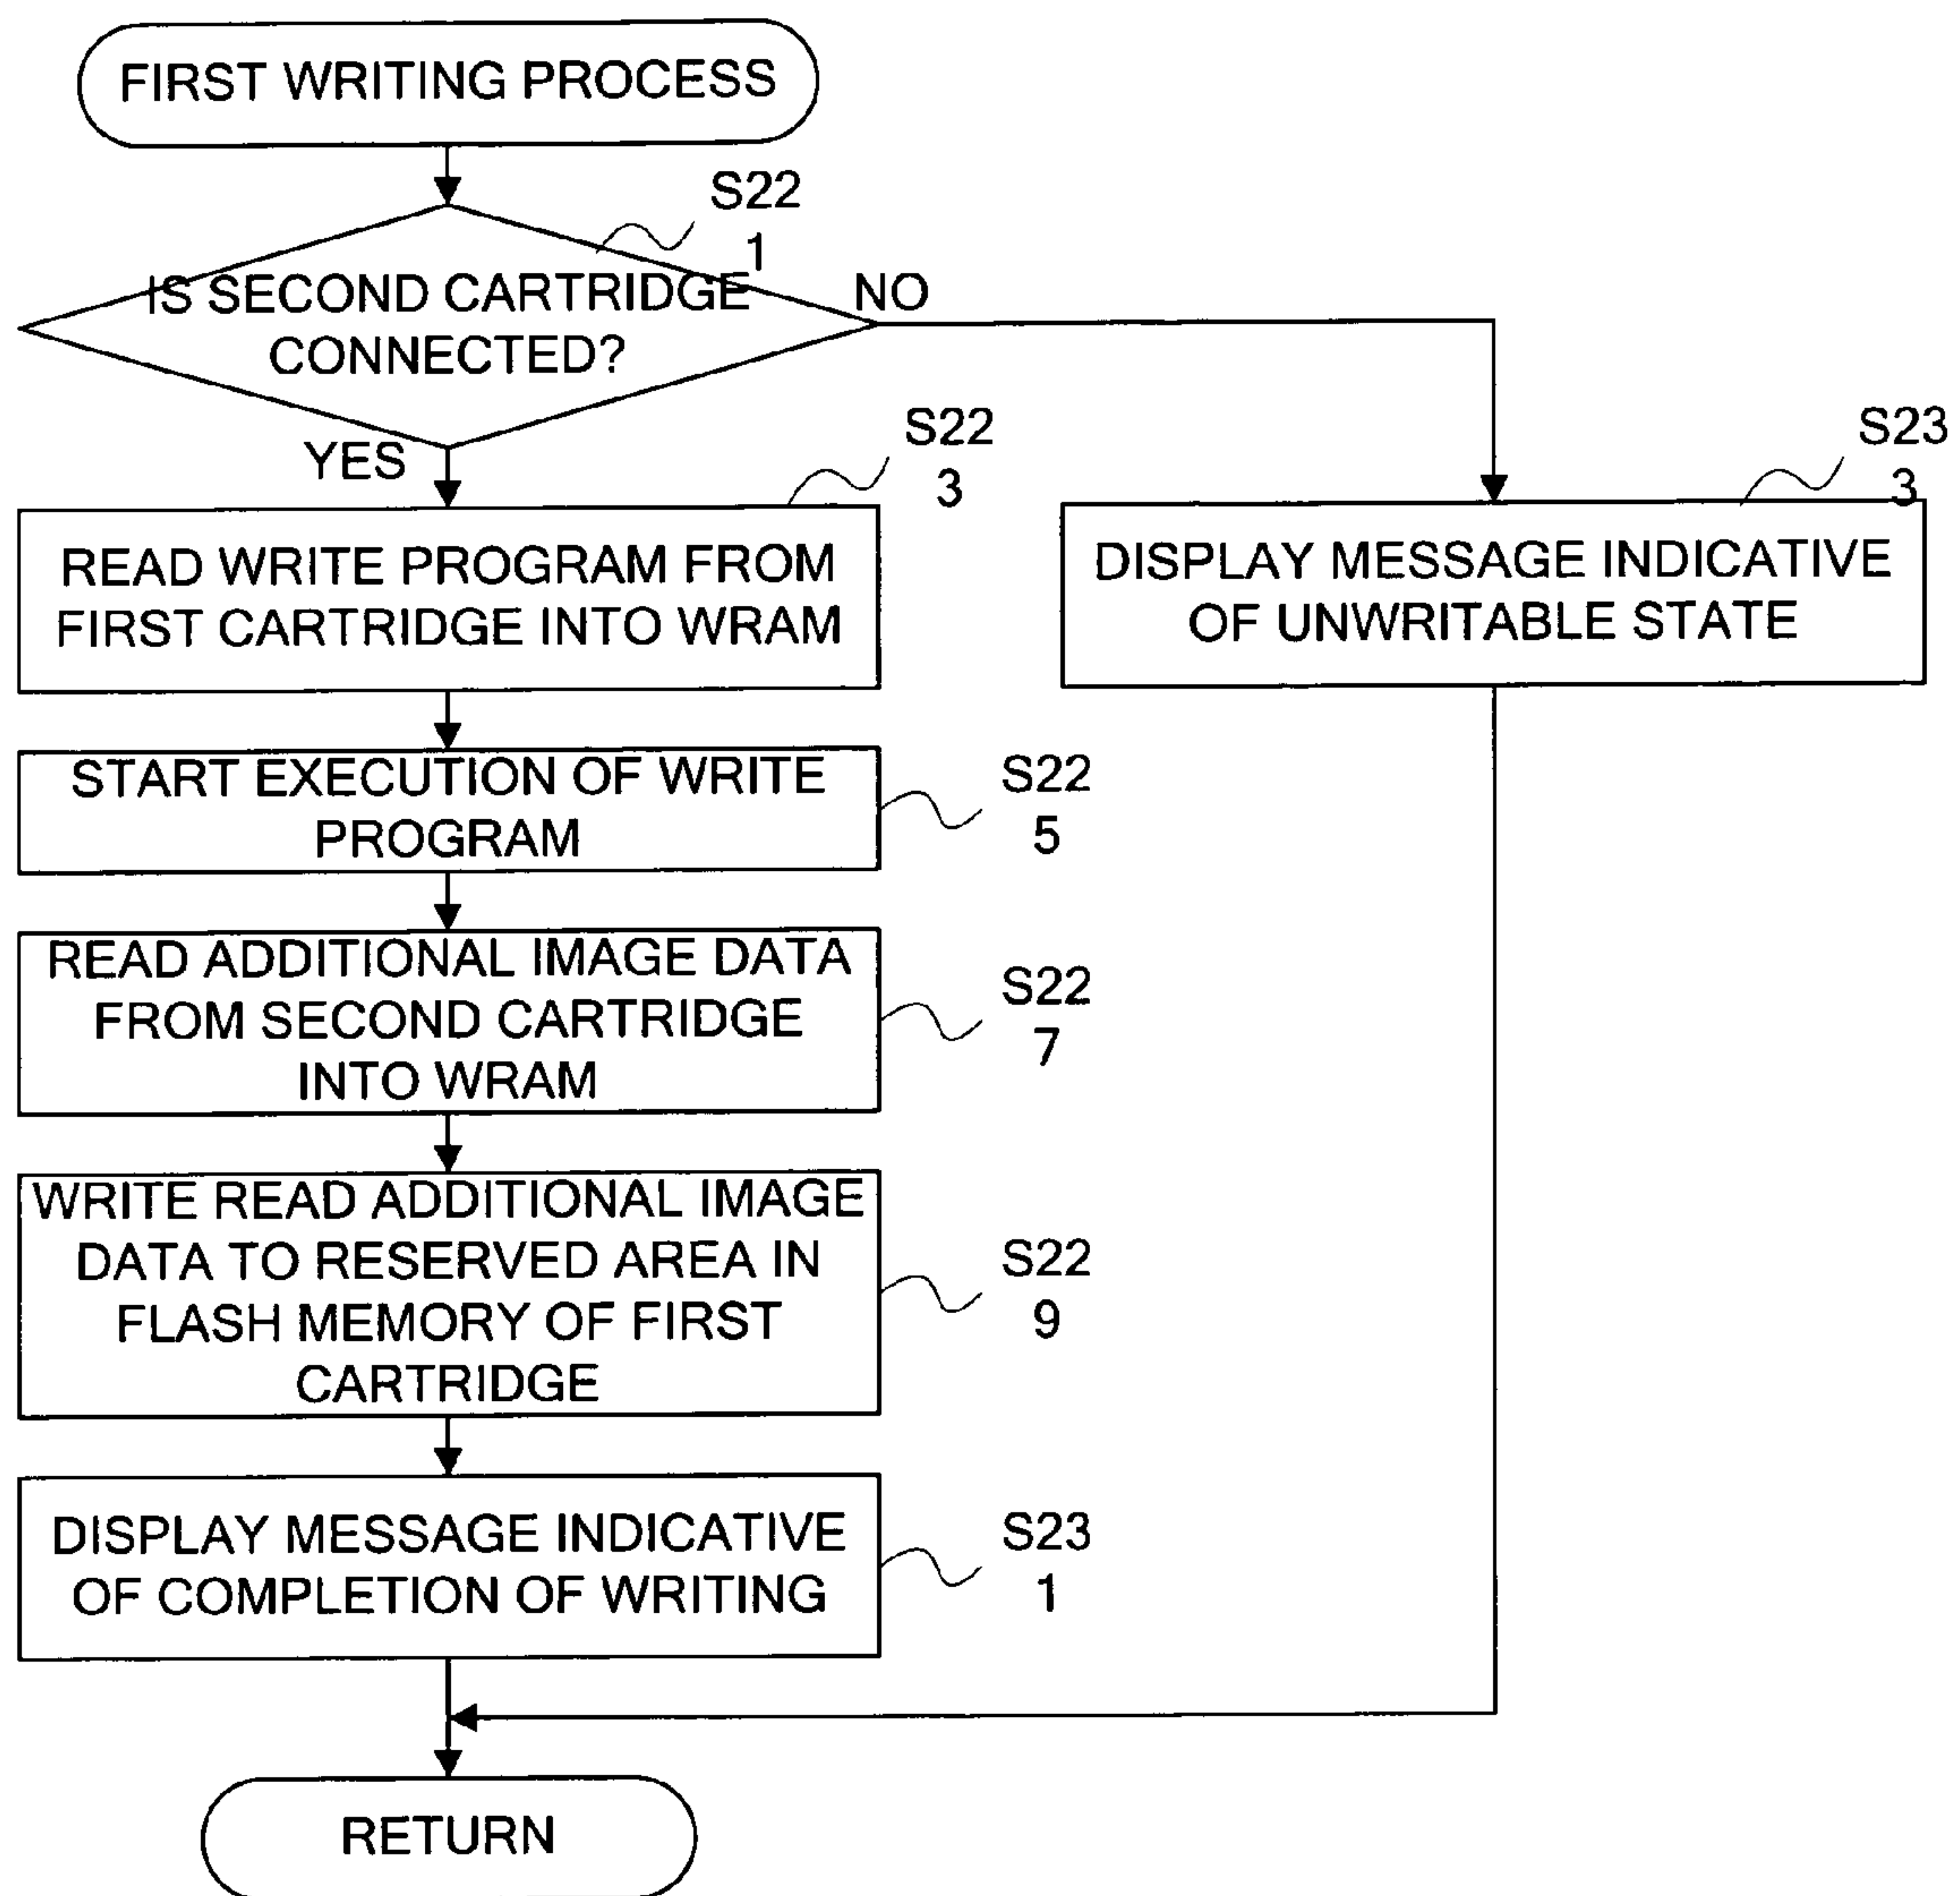 FIRST WRITING PROCESS
S22
1
IS SECOND CARTRIDGE
CONNECTED?
NO
YES
S22
3
READ WRITE PROGRAM FROM
FIRST CARTRIDGE INTO WRAM
S23
3
DISPLAY MESSAGE INDICATIVE
OF UNWRITABLE STATE
START EXECUTION OF WRITE
PROGRAM
S22
5
READ ADDITIONAL IMAGE DATA
FROM SECOND CARTRIDGE
INTO WRAM
S22
7
WRITE READ ADDITIONAL IMAGE
DATA TO RESERVED AREA IN
FLASH MEMORY OF FIRST
CARTRIDGE
S22
9
DISPLAY MESSAGE INDICATIVE
OF COMPLETION OF WRITING
S23
1
RETURN